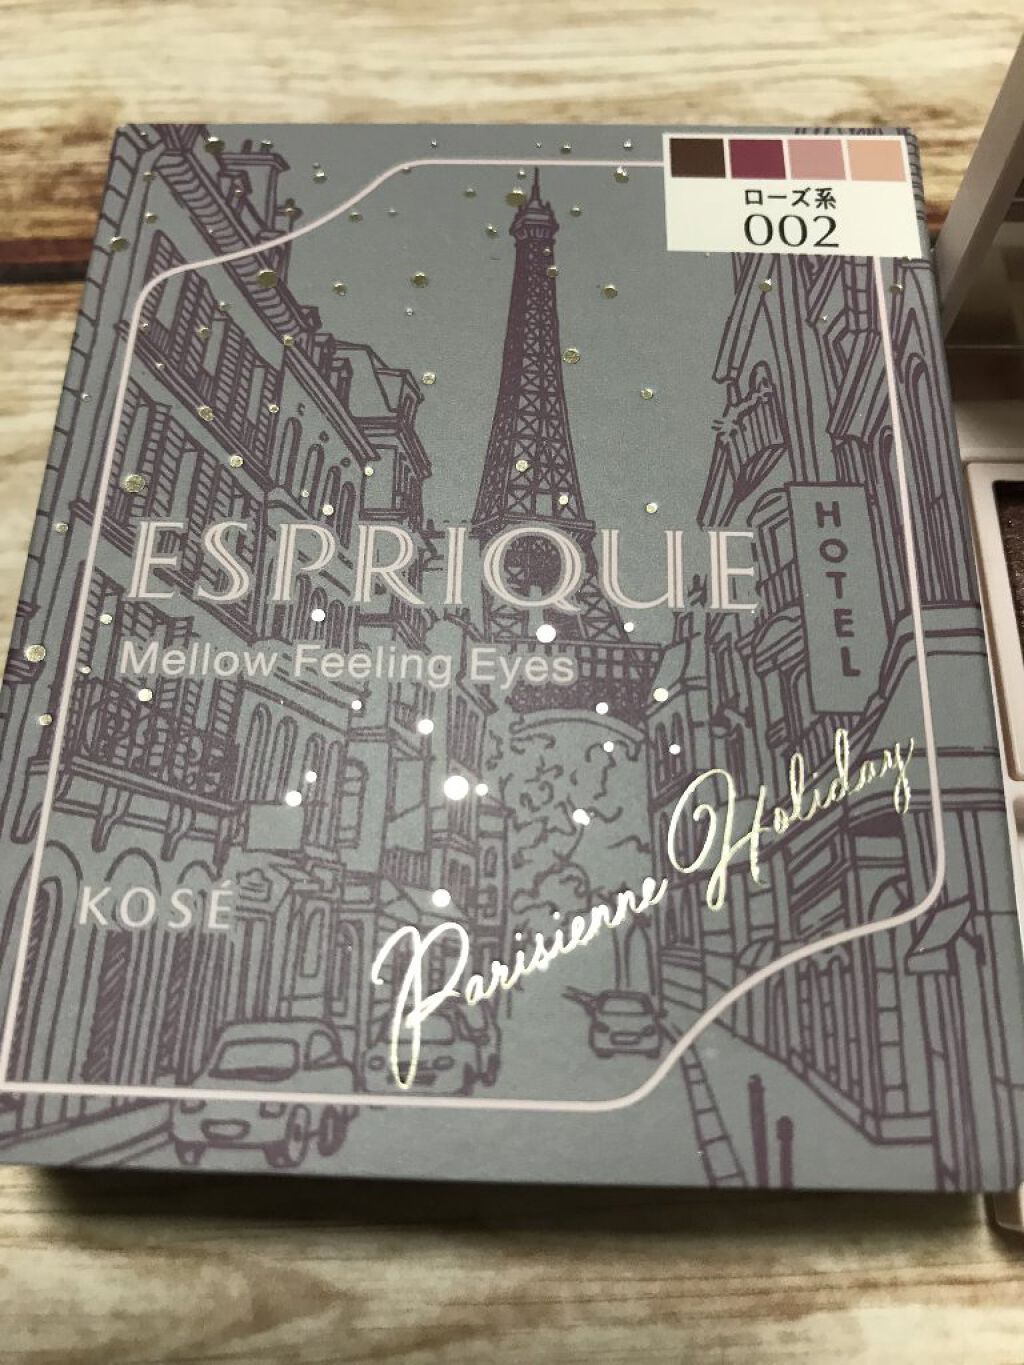 ローズ系
002
HOTEL
ESPRIQUE
Mellow Feeling Eyes
Parisienne Holiday
KOSÉ